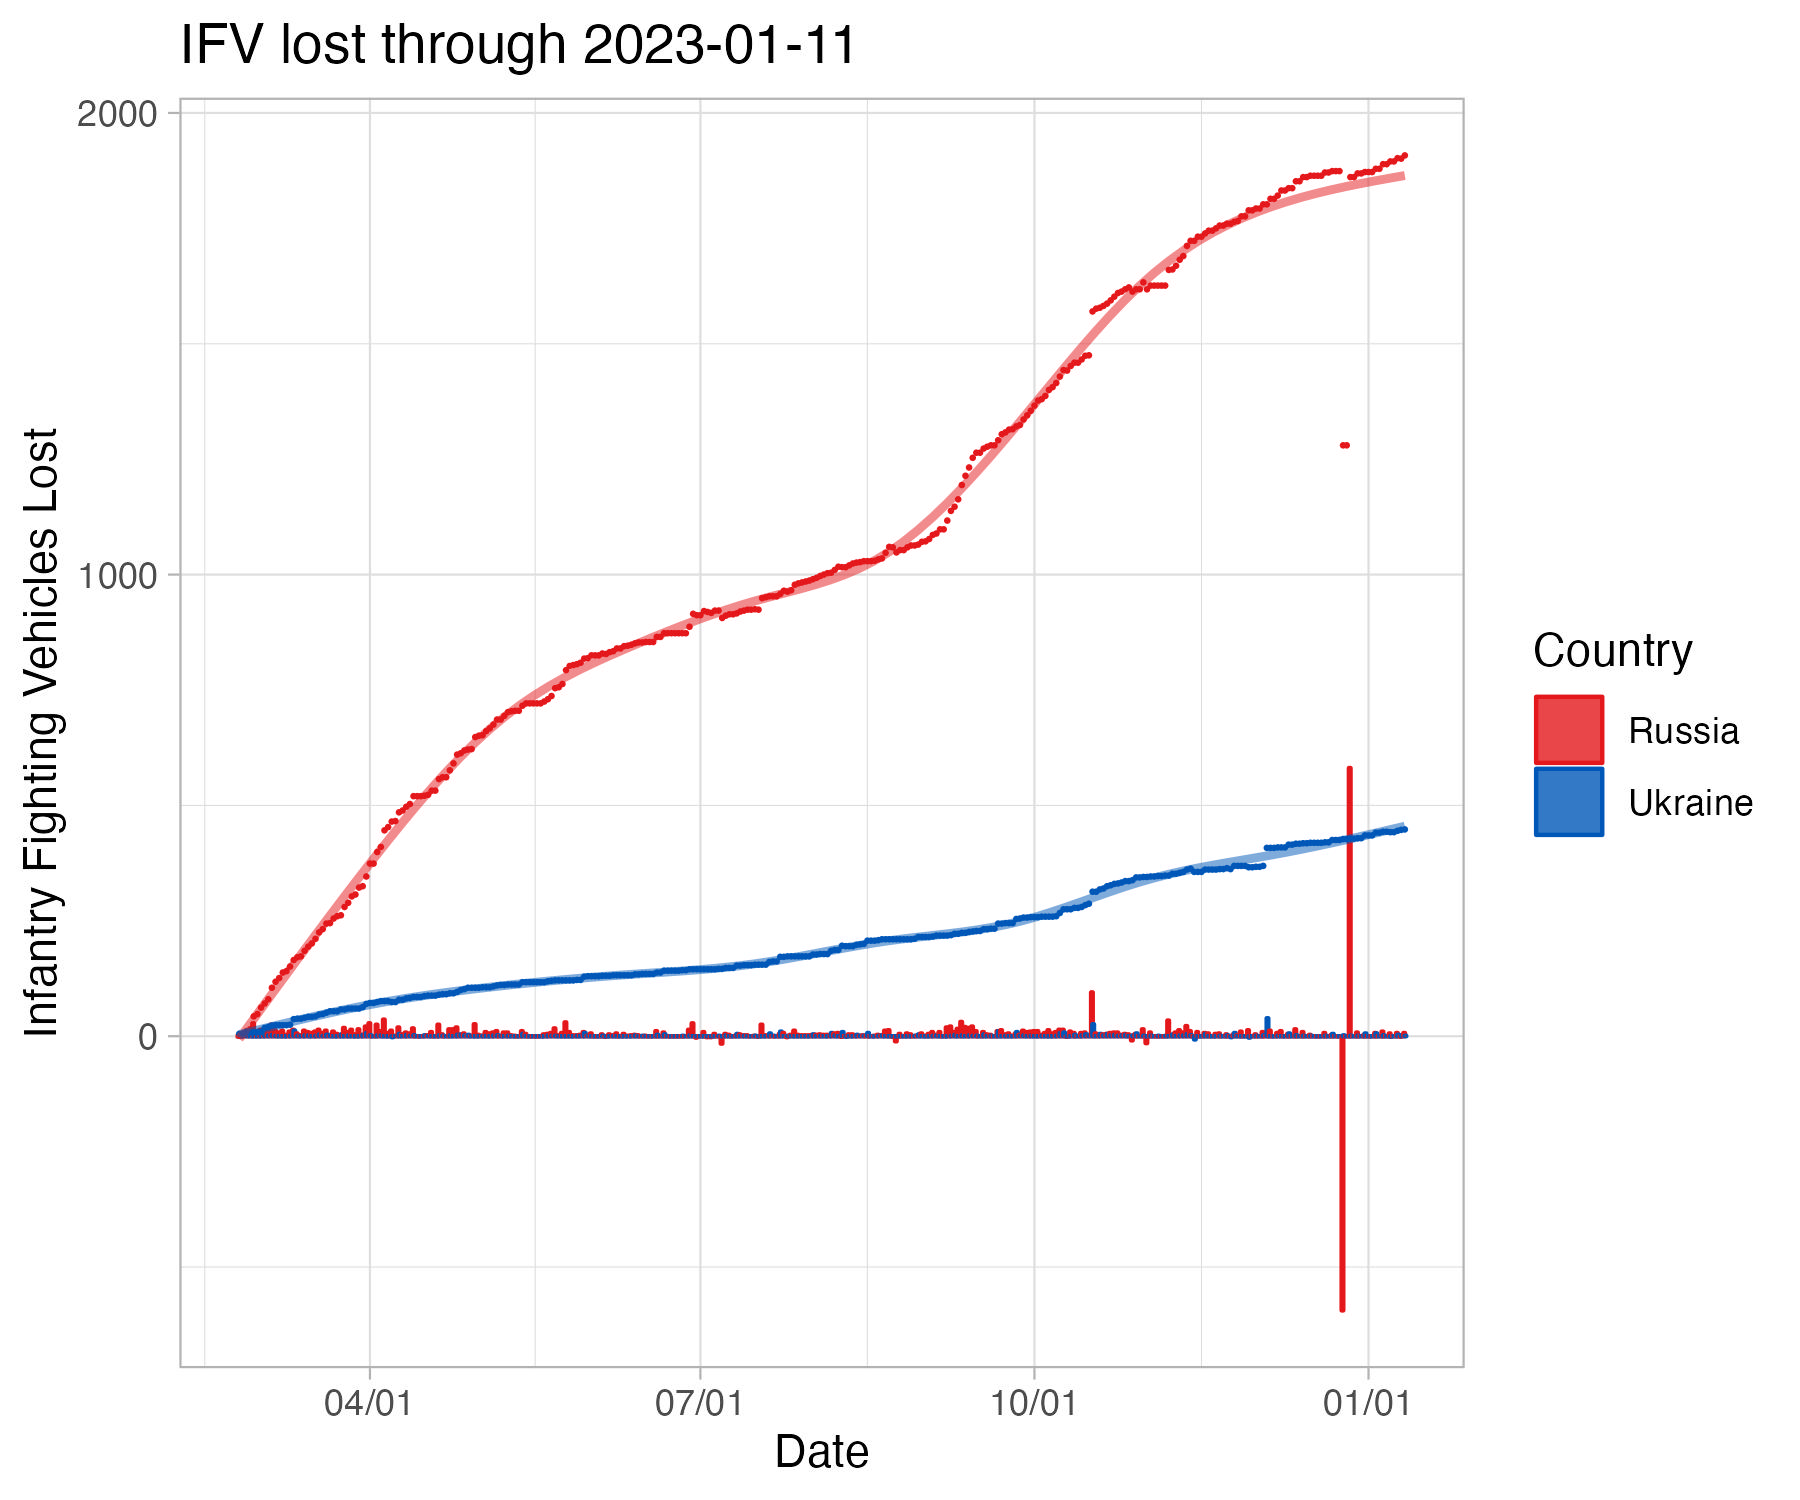 IFV lost through 2023-01-11
Infantry Fighting Vehicles Lost
2000
1000
0
04/01
07/01
10/01
01/01
Date
Country
Russia
Ukraine